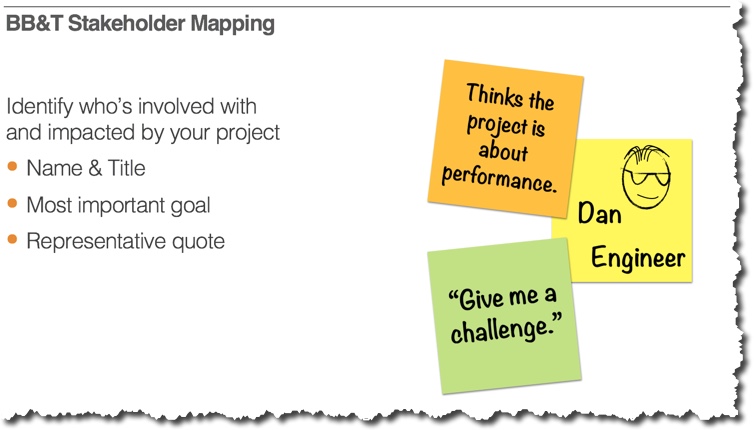 BB&T Stakeholder Mapping
Identify who's involved with
and impacted by your project
• Name & Title
• Most important goal
• Representative quote
Thinks the
project is
about
performance.
Dan
Engineer
“Give me a
challenge.”